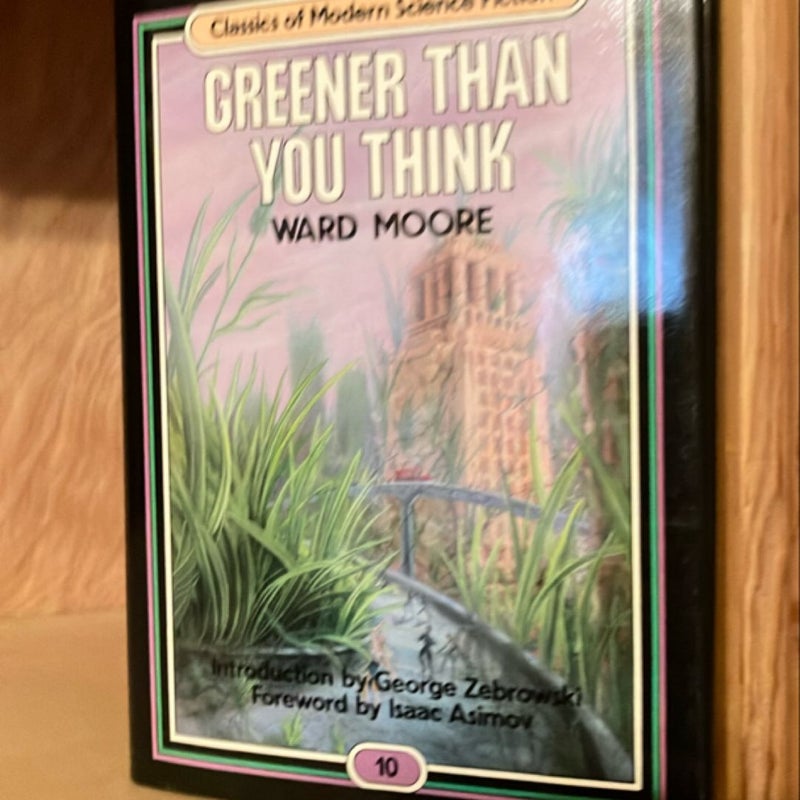 Classics of Modern Science Fiction
GREENER THAN
YOU THINK
WARD MOORE
Introduction by George Zebrowski
Foreword by Isaac Asimov
10